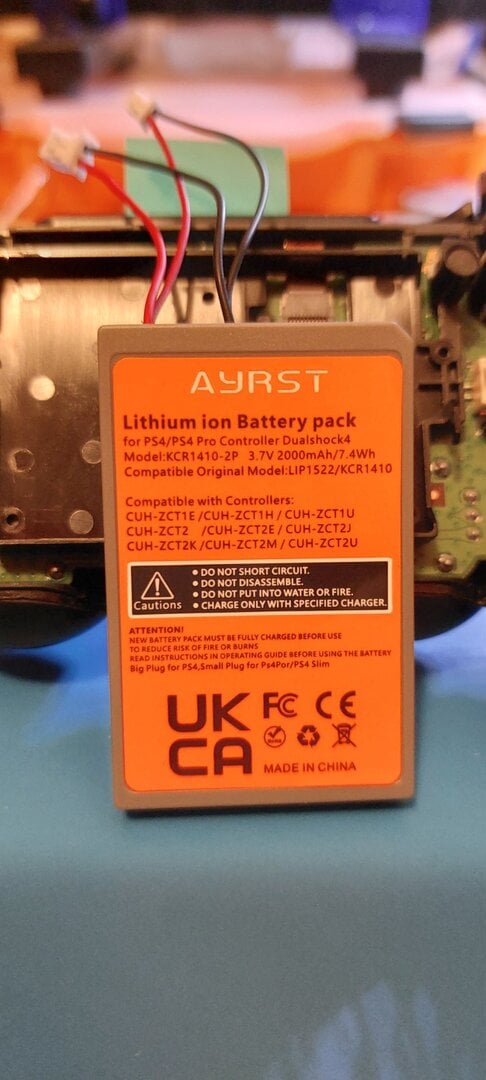 AYRST
Lithium ion Battery pack
for PS4/PS4 Pro Controller Dualshock4
Model:KCR1410-2P 3.7V 2000mAh/7.4Wh
Compatible Original Model:LIP1522/KCR1410
Compatible with Controllers:
CUH-ZCT1E /CUH-ZCT1H / CUH-ZCT1U
CUH-ZCT2 /CUH-ZCT2E / CUH-ZCT2J
CUH-ZCT2K /CUH-ZCT2M / CUH-ZCT2U
Cautions
• DO NOT SHORT CIRCUIT.
• DO NOT DISASSEMBLE.
• DO NOT PUT INTO WATER OR FIRE.
• CHARGE ONLY WITH SPECIFIED CHARGER.
ATTENTION!
NEW BATTERY PACK MUST BE FULLY CHARGED BEFORE USE
TO REDUCE RISK OF FIRE OR BURNS
READ INSTRUCTIONS IN OPERATING GUIDE BEFORE USING THE BATTERY
Big Plug for PS4,Small Plug for Ps4Por/PS4 Slim
UK
CA
FC CE
MADE IN CHINA